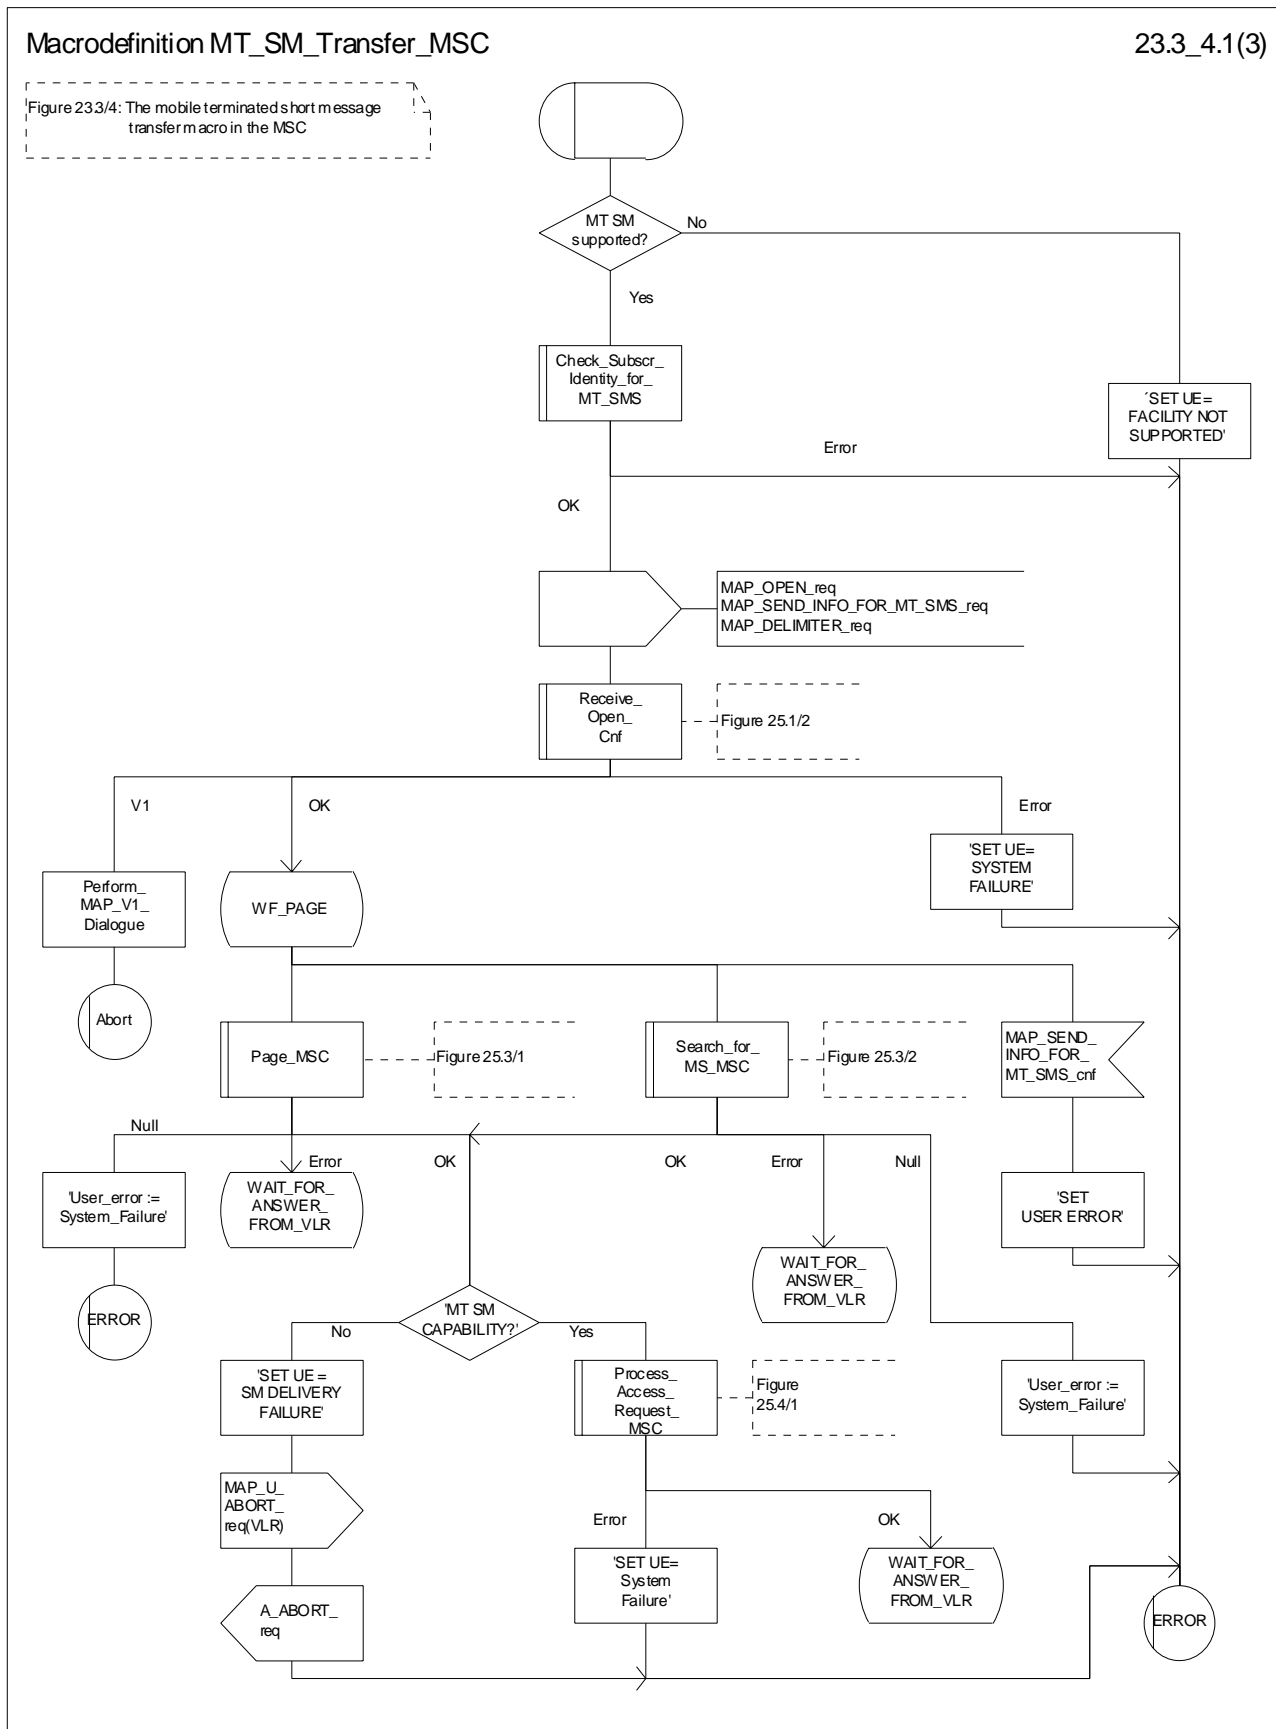 Macrodefinition MT_SM_Transfer_MSC
23.3_4.1(3)
Figure 23.3/4: The mobile terminated short message
transfer macro in the MSC
MT SM
supported?
No
Yes
Check_Subscr_
Identity_for_
MT_SMS
´SET UE=
FACILITY NOT
SUPPORTED'
Error
OK
MAP_OPEN_req
MAP_SEND_INFO_FOR_MT_SMS_req
MAP_DELIMITER_req
Receive_
Open_
Cnf
Figure 25.1/2
V1
OK
Error
'SET UE=
SYSTEM
FAILURE'
Perform_
MAP_V1_
Dialogue
WF_PAGE
Abort
Page_MSC
Figure 25.3/1
Search_for_
MS_MSC
Figure 25.3/2
MAP_SEND_
INFO_FOR_
MT_SMS_cnf
Null
Error
OK
OK
Error
Null
'User_error :=
System_Failure'
WAIT_FOR_
ANSWER_
FROM_VLR
'SET
USER ERROR'
WAIT_FOR_
ANSWER_
FROM_VLR
ERROR
'MT SM
CAPABILITY?'
No
Yes
'SET UE =
SM DELIVERY
FAILURE'
Process_
Access_
Request_
MSC
Figure
25.4/1
'User_error :=
System_Failure'
MAP_U_
ABORT_
req(VLR)
Error
OK
'SET UE=
System
Failure'
WAIT_FOR_
ANSWER_
FROM_VLR
A_ABORT_
req
ERROR